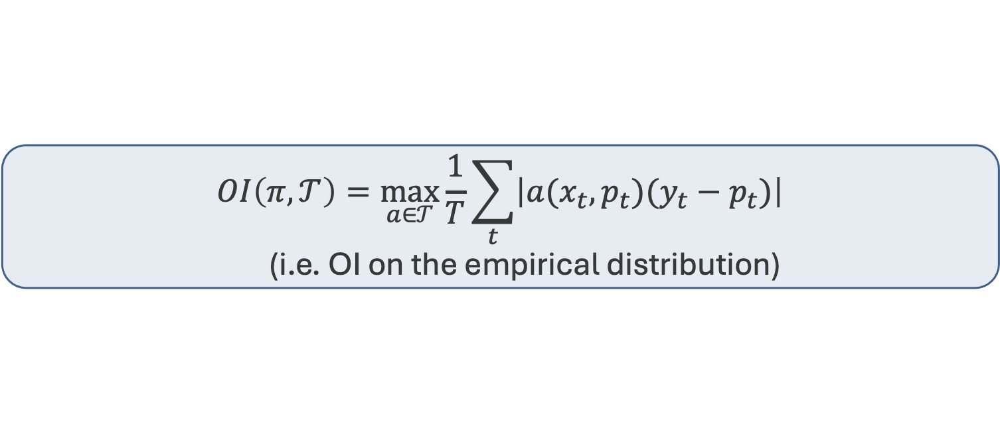 OI(π, 𝒯) = max_{a∈𝒯} 1/T ∑_t |a(x_t, p_t)(y_t − p_t)|
(i.e. OI on the empirical distribution)